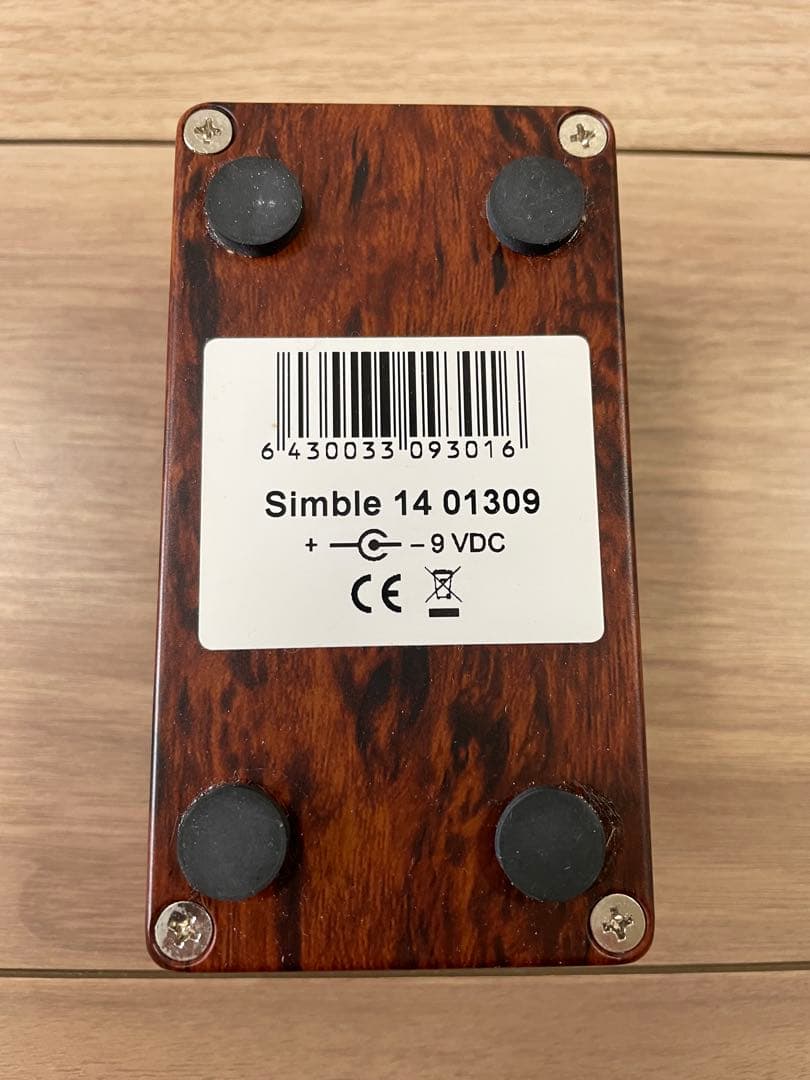 6 430033 093016
Simble 14 01309
+ – 9 VDC
CE